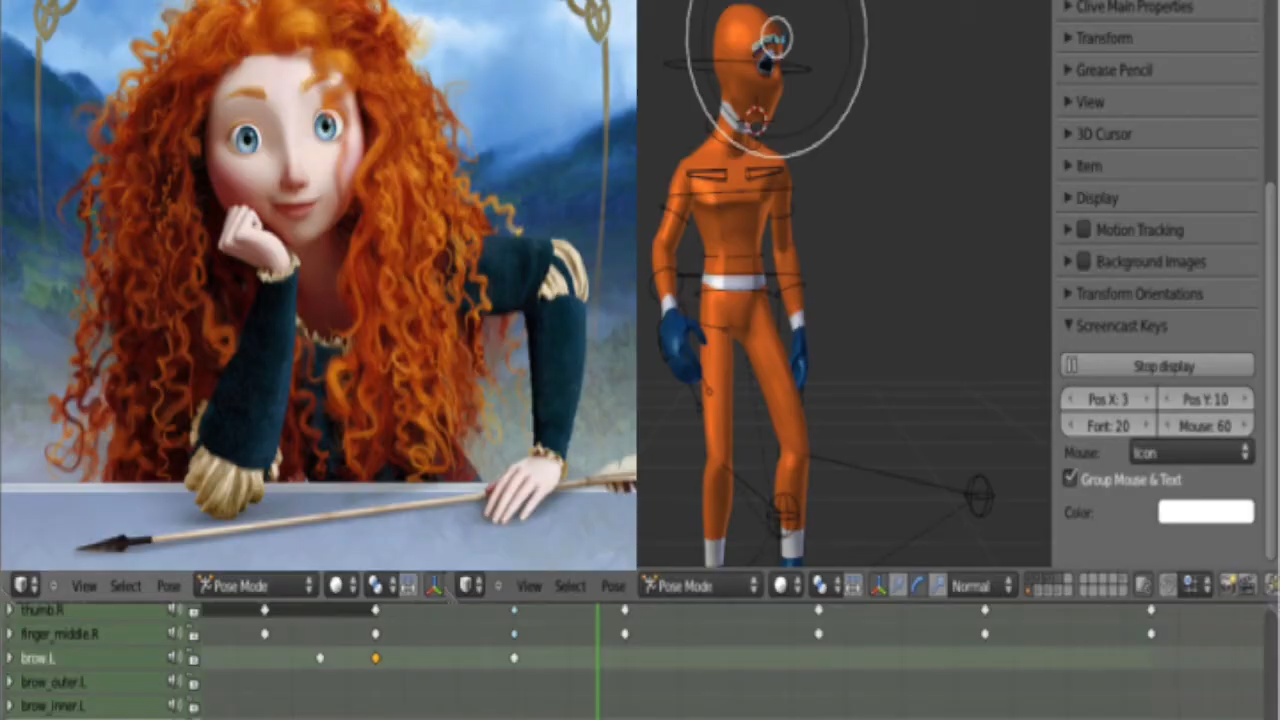 Clive Main Properties
Transform
Grease Pencil
View
3D Cursor
Item
Display
Motion Tracking
Background Images
Transform Orientations
Screencast Keys
Stop display
Pos X: 3 Pos Y: 10
Font: 20 Mouse: 60
Mouse: Icon
Group Mouse & Text
Color:
View Select Pose Pose Mode View Select Pose Pose Mode Normal
thumb.R
finger_middle.R
brow.L
brow_outer.L
brow_inner.L